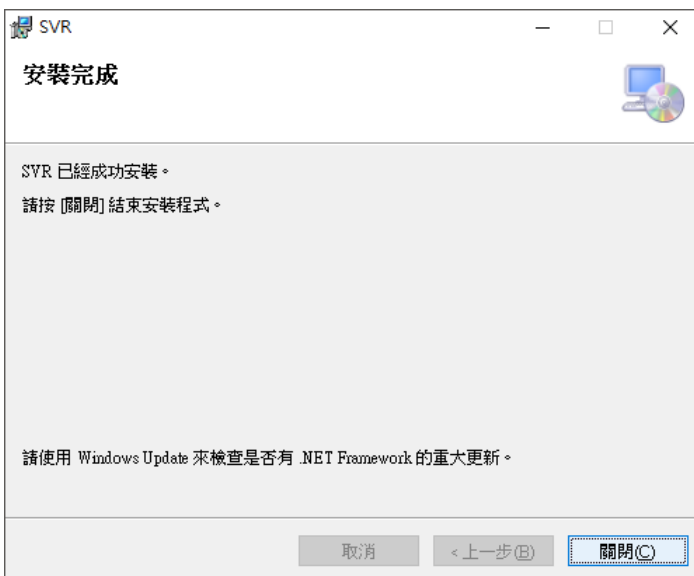 SVR
安裝完成
SVR 已經成功安裝。
請按 [關閉] 結束安裝程式。
請使用 Windows Update 來檢查是否有 .NET Framework 的重大更新。
取消
< 上一步(B)
關閉(C)